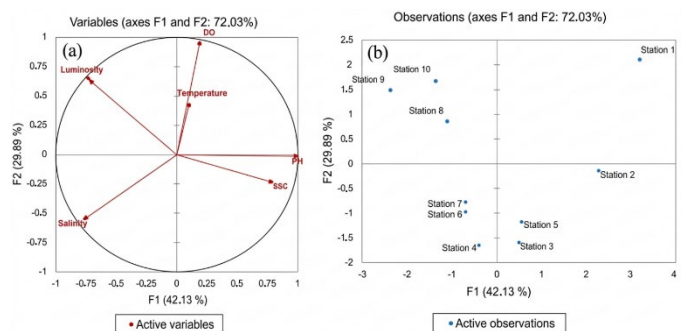 Variables (axes F1 and F2: 72.03%)
(a)
DO
Luminosity
Temperature
PH
SSC
Salinity
1
0.75
0.5
0.25
0
-0.25
-0.5
-0.75
-1
F2 (29.89 %)
-1
-0.75
-0.5
-0.25
0
0.25
0.5
0.75
1
F1 (42.13 %)
Active variables
Observations (axes F1 and F2: 72.03%)
(b)
Station 1
Station 10
Station 9
Station 8
Station 2
Station 7
Station 6
Station 5
Station 4
Station 3
2.5
2
1.5
1
0.5
0
-0.5
-1
-1.5
-2
F2 (29.89 %)
-3
-2
-1
0
1
2
3
4
F1 (42.13 %)
Active observations